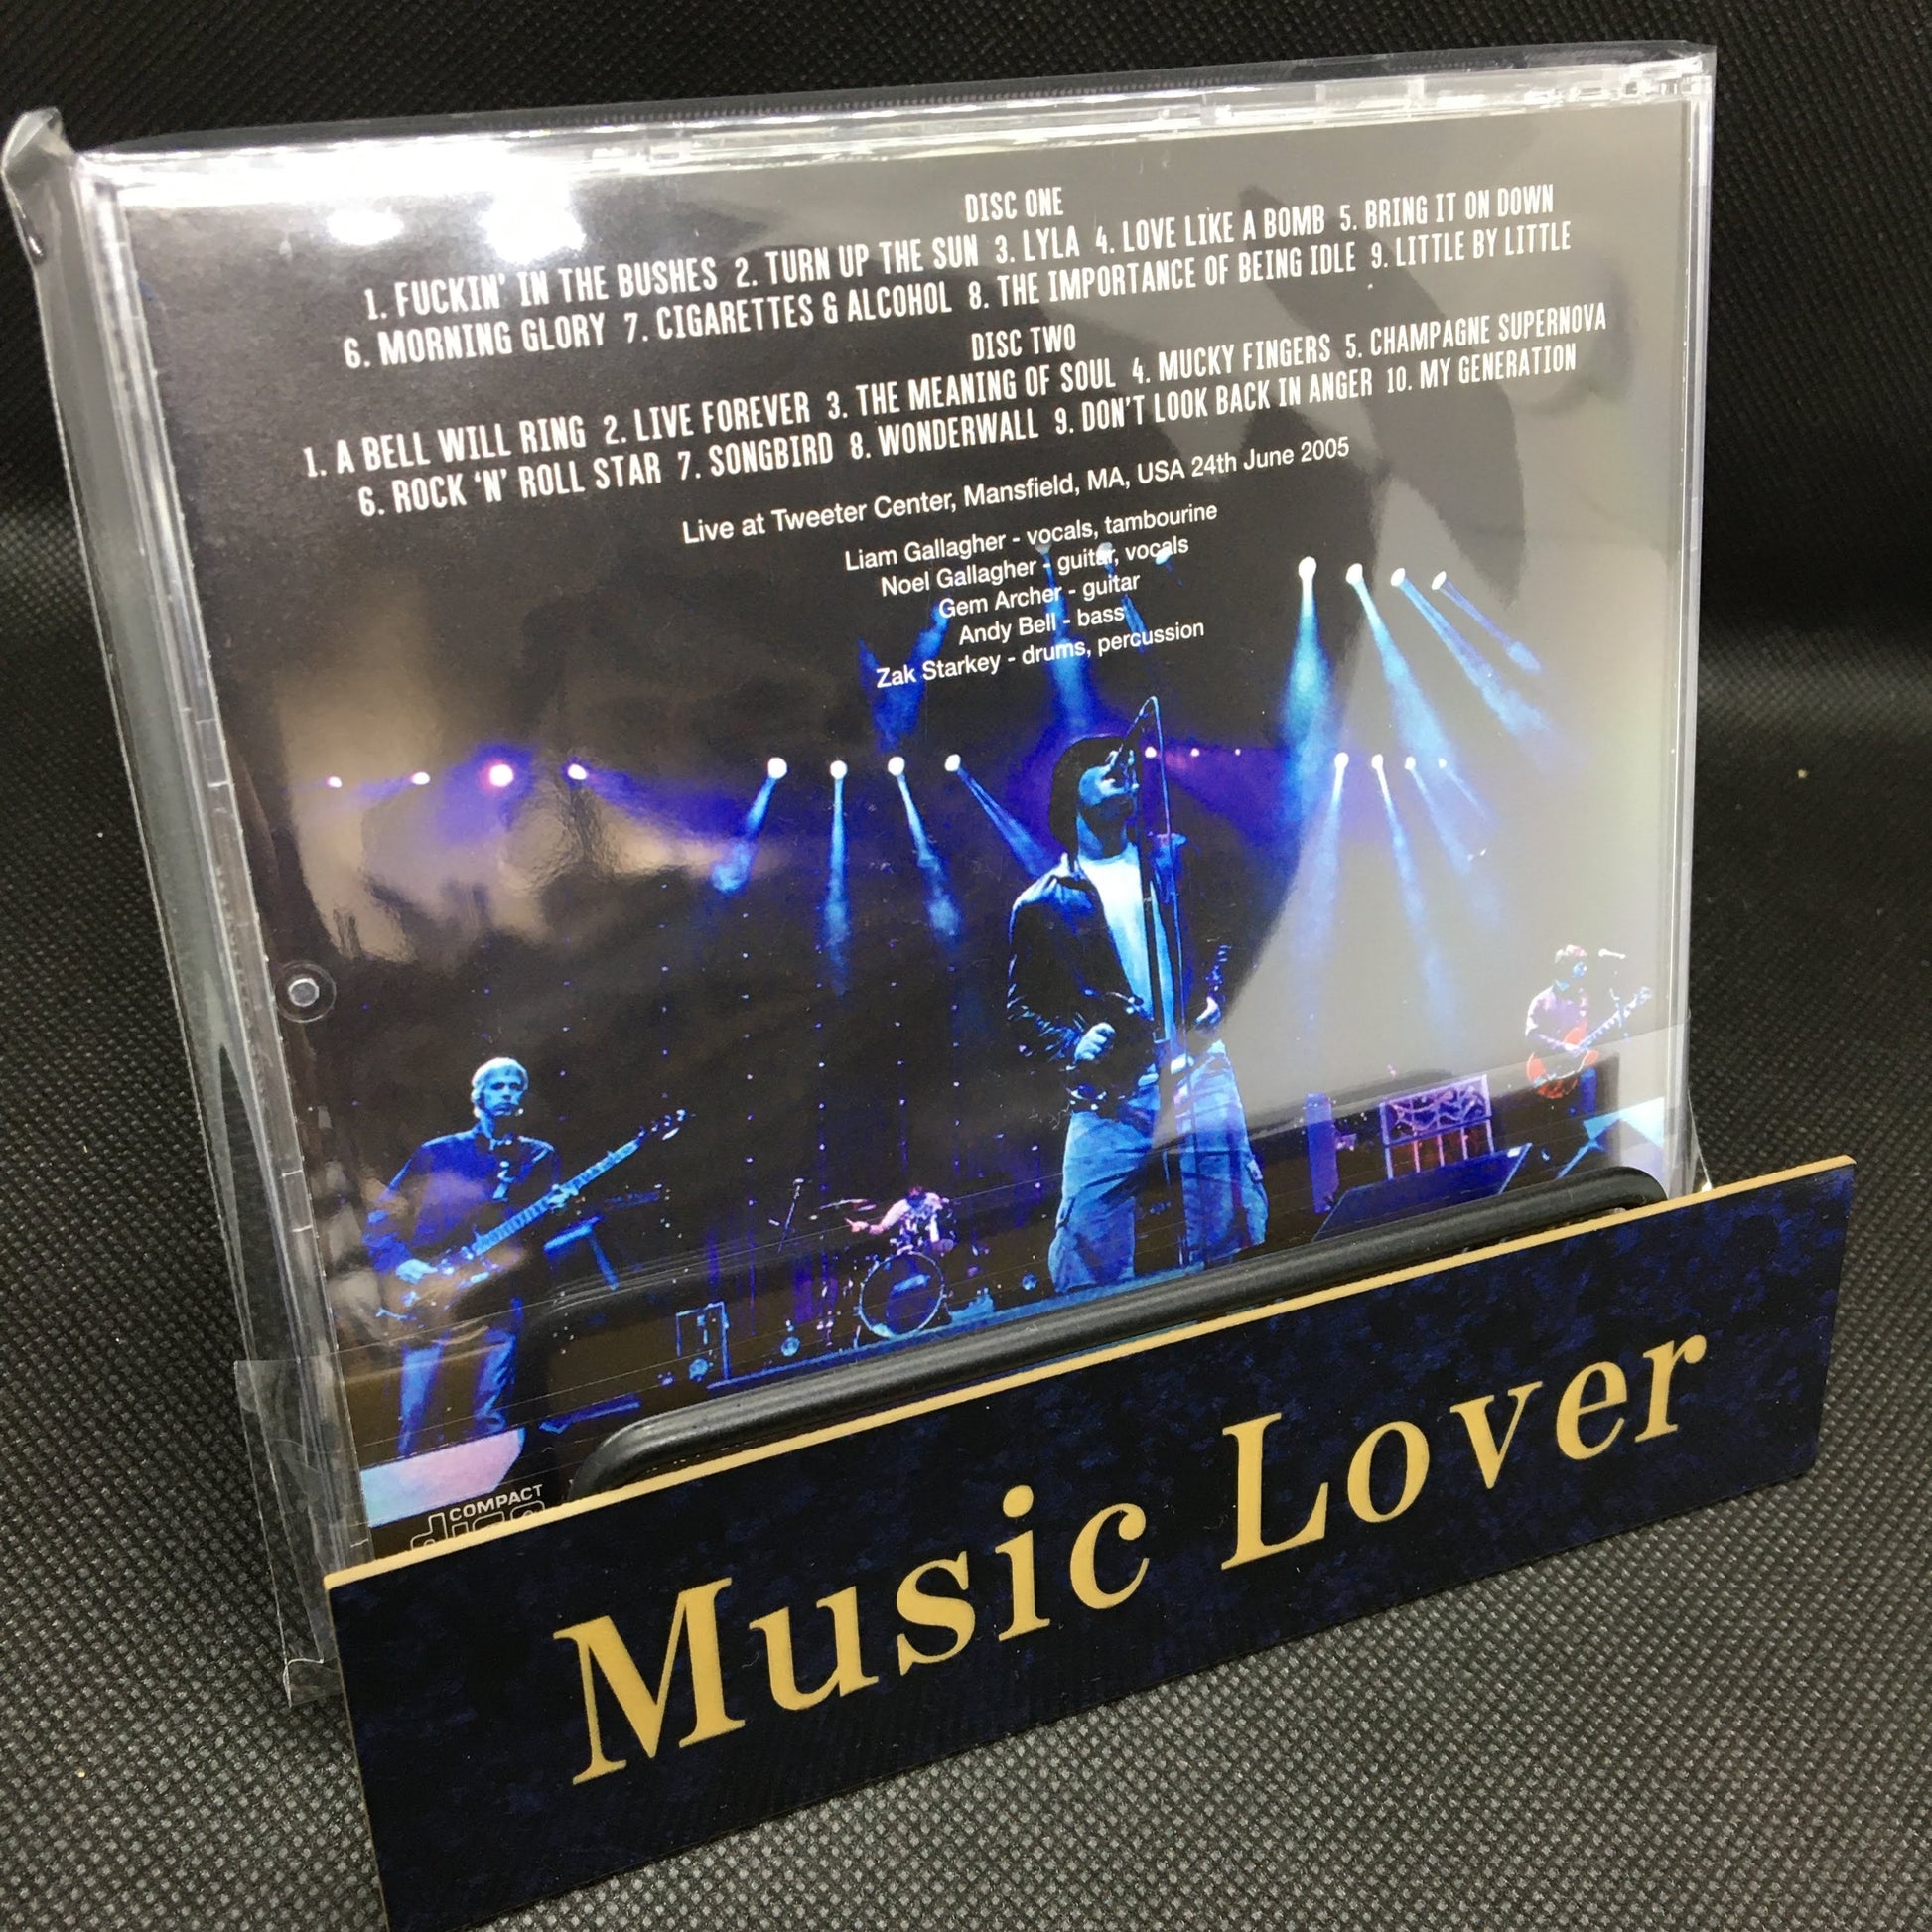 DISC ONE
1. FUCKIN' IN THE BUSHES 2. TURN UP THE SUN 3. LYLA 4. LOVE LIKE A BOMB 5. BRING IT ON DOWN
6. MORNING GLORY 7. CIGARETTES & ALCOHOL 8. THE IMPORTANCE OF BEING IDLE 9. LITTLE BY LITTLE
DISC TWO
1. A BELL WILL RING 2. LIVE FOREVER 3. THE MEANING OF SOUL 4. MUCKY FINGERS 5. CHAMPAGNE SUPERNOVA
6. ROCK 'N' ROLL STAR 7. SONGBIRD 8. WONDERWALL 9. DON'T LOOK BACK IN ANGER 10. MY GENERATION
Live at Tweeter Center, Mansfield, MA, USA 24th June 2005
Liam Gallagher - vocals, tambourine
Noel Gallagher - guitar, vocals
Gem Archer - guitar
Andy Bell - bass
Zak Starkey - drums, percussion
COMPACT
disc
Music Lover